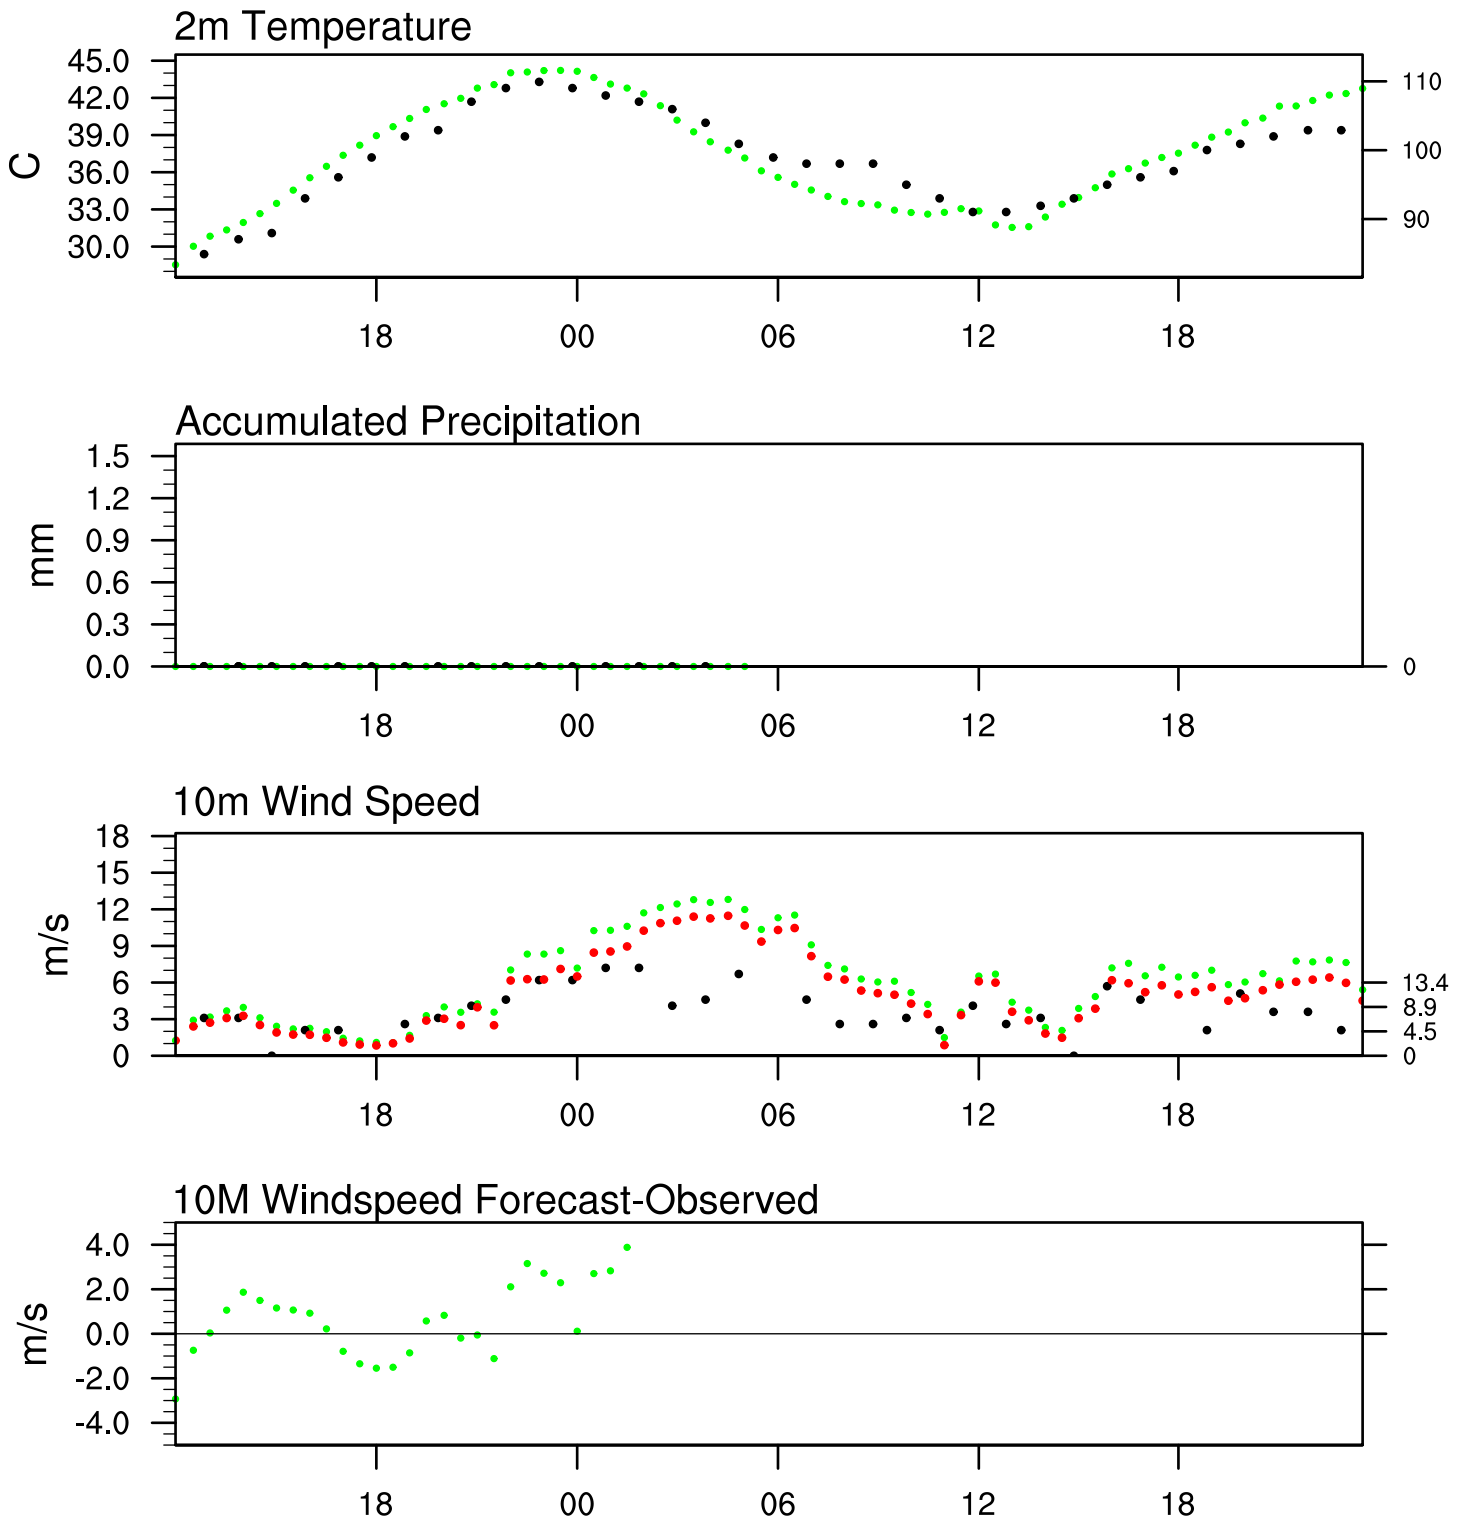 2m Temperature
45.0
42.0
39.0
36.0
33.0
30.0
C
110
100
90
18 00 06 12 18
Accumulated Precipitation
1.5
1.2
0.9
0.6
0.3
0.0
mm
0
18 00 06 12 18
10m Wind Speed
18
15
12
9
6
3
0
m/s
13.4
8.9
4.5
0
18 00 06 12 18
10M Windspeed Forecast-Observed
4.0
2.0
0.0
-2.0
-4.0
m/s
18 00 06 12 18